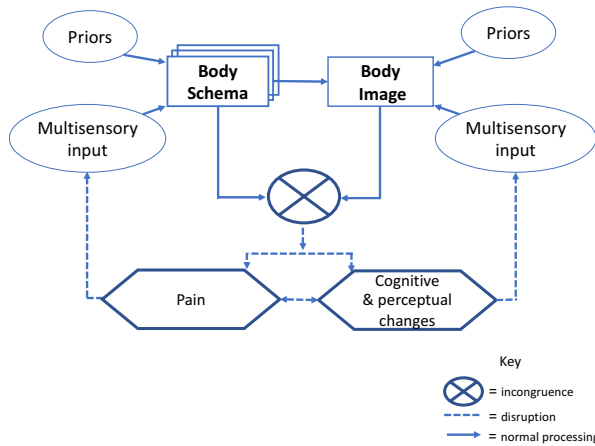 Priors
Priors
Body
Schema
Body
Image
Multisensory
input
Multisensory
input
Pain
Cognitive
& perceptual
changes
Key
= incongruence
= disruption
= normal processing